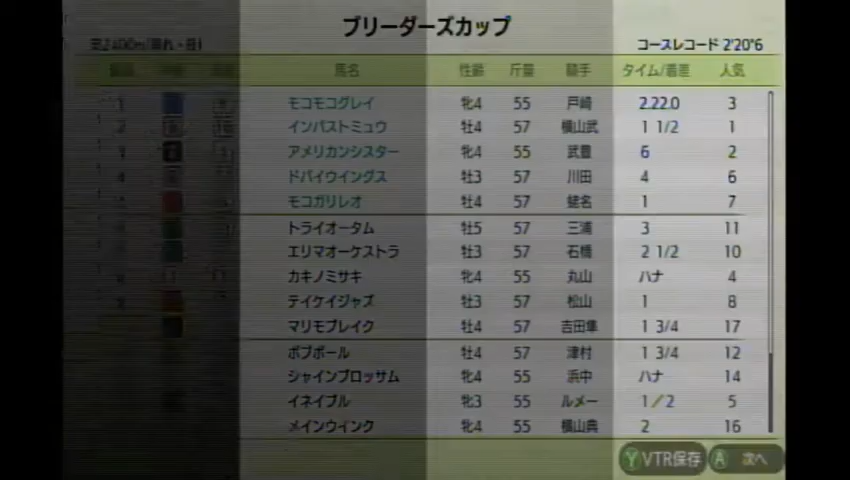 ブリーダーズカップ
芝2400m コースレコード 2'20"6
馬名 性齢 斤量 騎手 タイム/着差 人気
1 モコモコグレイ 牝4 55 戸崎 2.22.0 3
2 インパストミュウ 牡4 57 横山武 1 1/2 1
3 アメリカンシスター 牝4 55 武豊 6 2
4 ドバイウイングス 牡3 57 川田 4 6
モコガリレオ 牡4 57 蛯名 1 7
トライオータム 牡5 57 三浦 3 11
エリマオーケストラ 牡3 57 石橋 2 1/2 10
カキノミサキ 牝4 55 丸山 ハナ 4
テイケイジャズ 牡3 57 松山 1 8
マリモブレイク 牡4 57 吉田隼 1 3/4 17
ボブボール 牡4 57 津村 1 3/4 12
シャインブロッサム 牝4 55 浜中 ハナ 14
イネイブル 牝3 55 ルメー 1/2 5
メインウインク 牝4 55 横山典 2 16
Y VTR保存 A 次へ